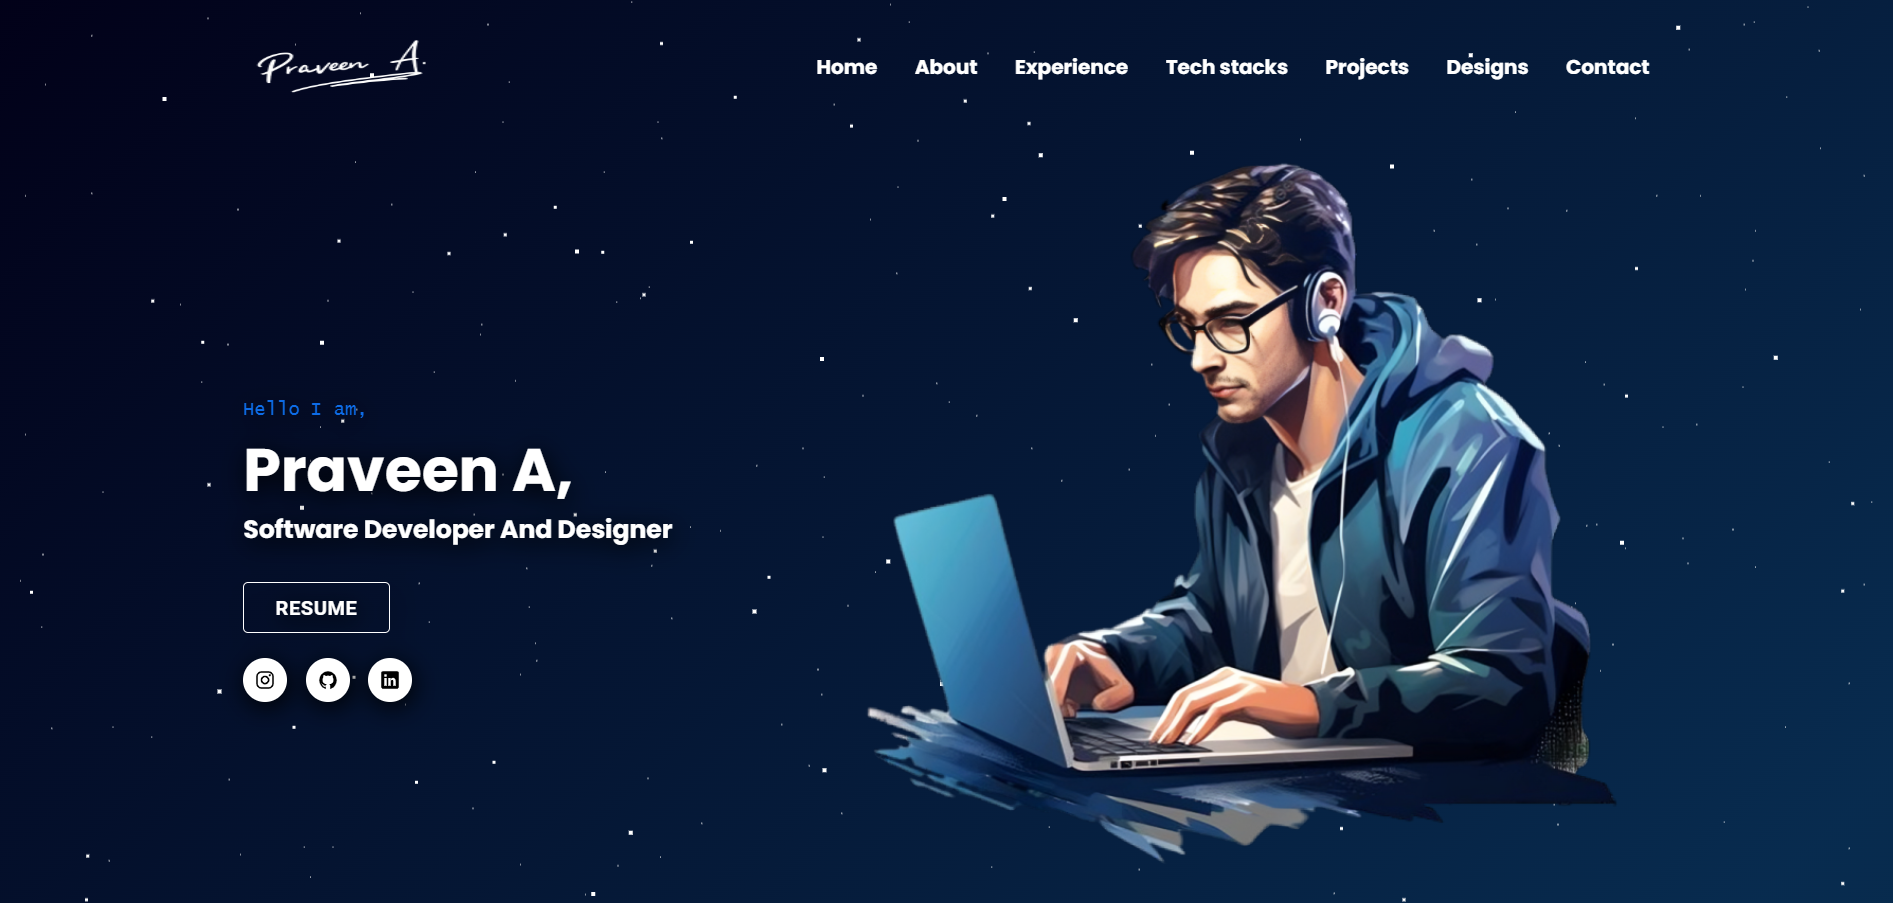 Praveen A.
Home About Experience Tech stacks Projects Designs Contact
Hello I am,
Praveen A,
Software Developer And Designer
RESUME